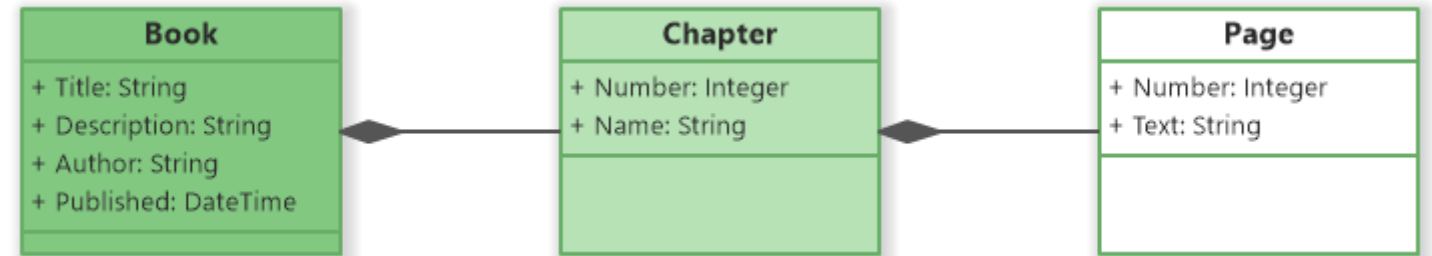 Book
+ Title: String
+ Description: String
+ Author: String
+ Published: DateTime
Chapter
+ Number: Integer
+ Name: String
Page
+ Number: Integer
+ Text: String